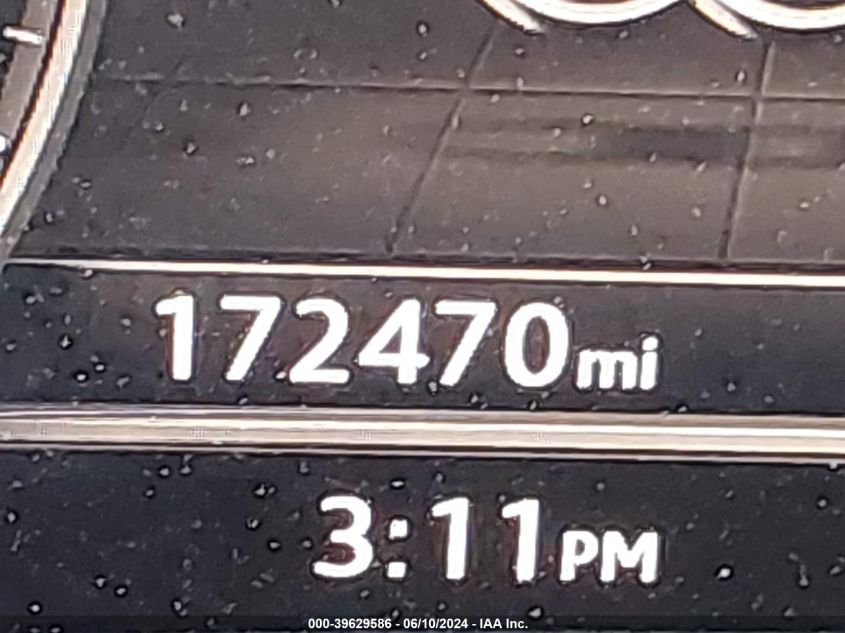 172470mi
3:11PM
000-39629586 - 06/10/2024 - IAA Inc.